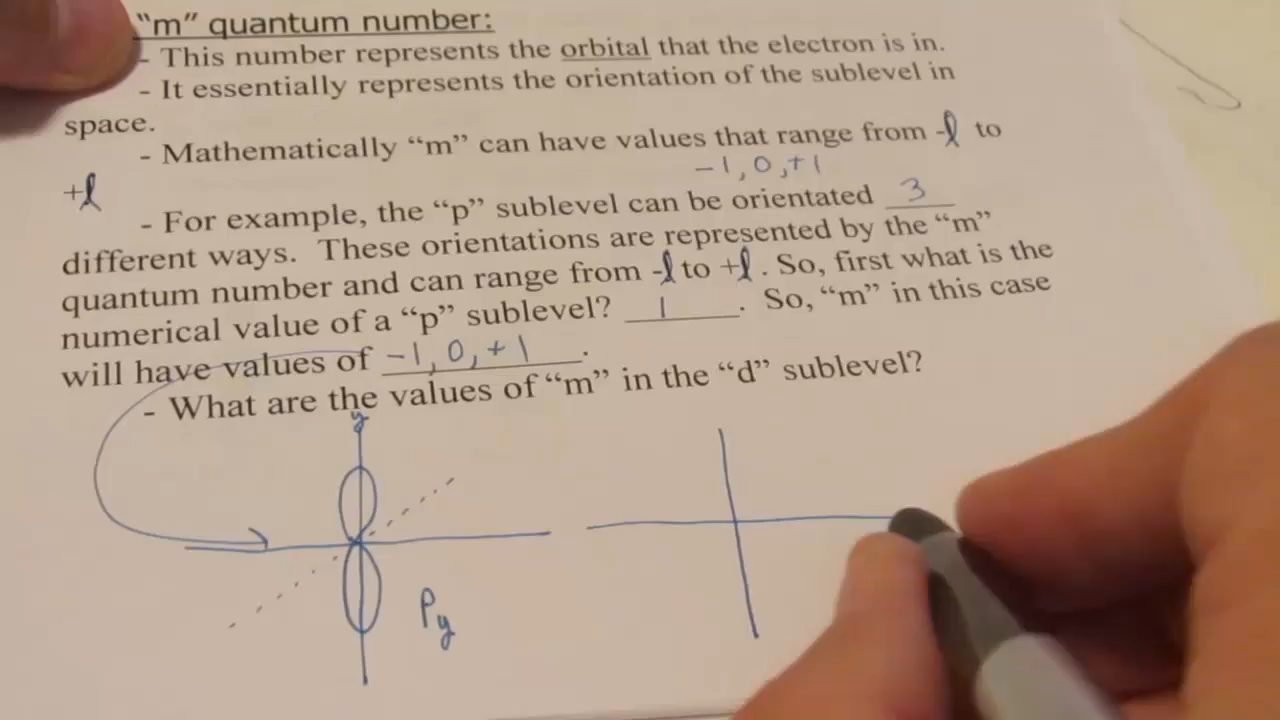 "m" quantum number:
- This number represents the orbital that the electron is in.
- It essentially represents the orientation of the sublevel in
space.
- Mathematically "m" can have values that range from -l to
+l
-1, 0, +1
- For example, the "p" sublevel can be orientated 3
different ways. These orientations are represented by the "m"
quantum number and can range from -l to +l. So, first what is the
numerical value of a "p" sublevel? 1. So, "m" in this case
will have values of -1, 0, +1.
- What are the values of "m" in the "d" sublevel?
y
Py